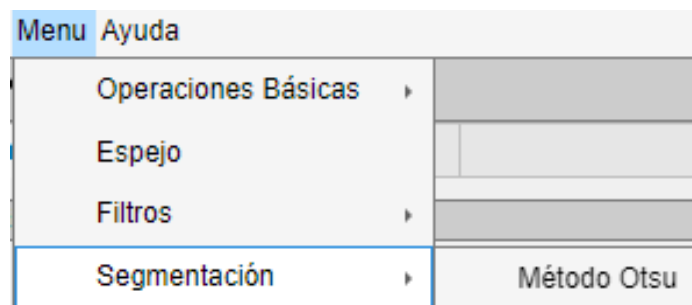 Menu Ayuda
Operaciones Básicas
Espejo
Filtros
Segmentación Método Otsu